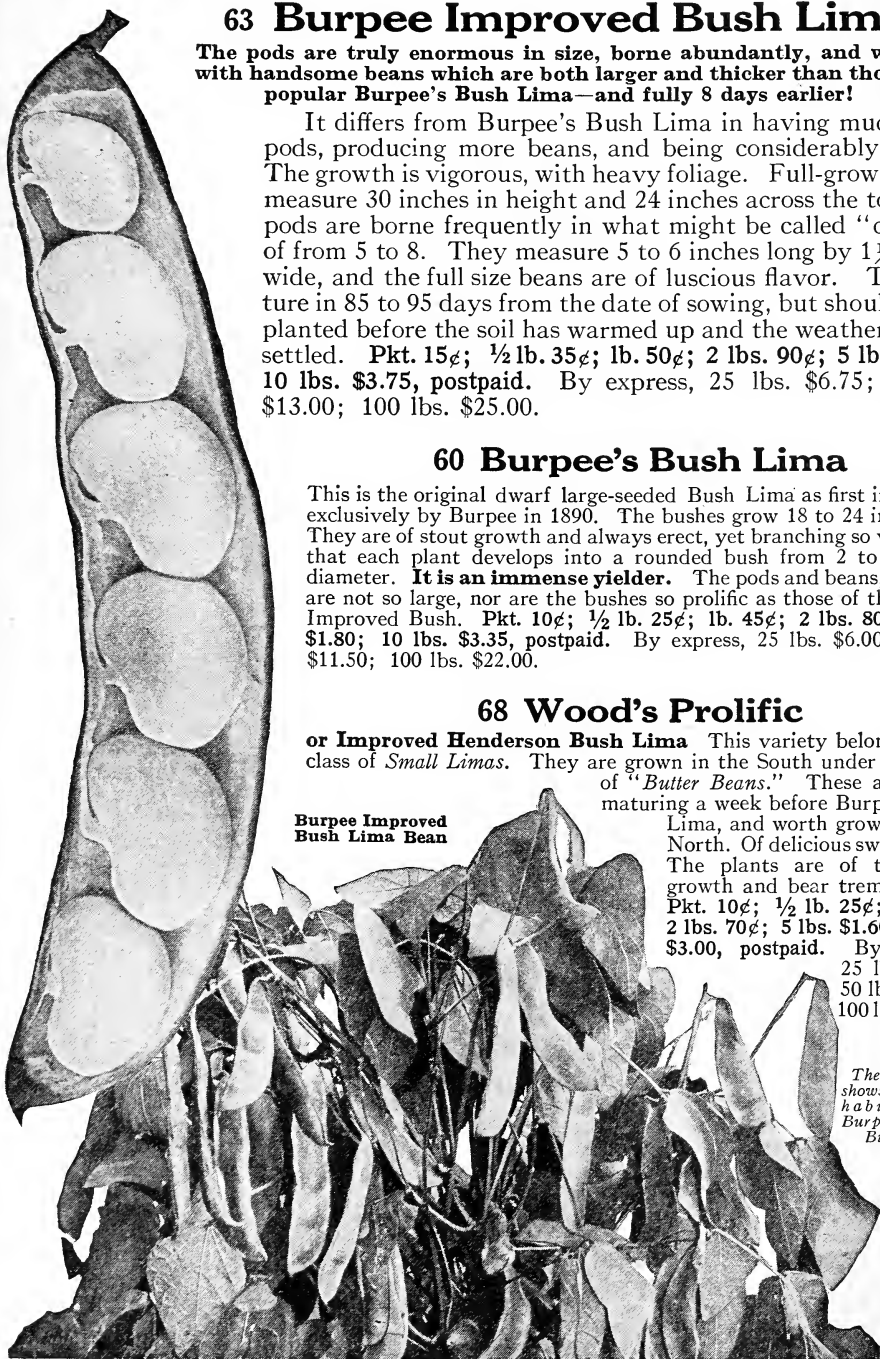 63 Burpee Improved Bush Lim
The pods are truly enormous in size, borne abundantly, and w
with handsome beans which are both larger and thicker than tho
popular Burpee's Bush Lima—and fully 8 days earlier!
It differs from Burpee's Bush Lima in having muc
pods, producing more beans, and being considerably
The growth is vigorous, with heavy foliage. Full-grow
measure 30 inches in height and 24 inches across the to
pods are borne frequently in what might be called "c
of from 5 to 8. They measure 5 to 6 inches long by 1
wide, and the full size beans are of luscious flavor. T
ture in 85 to 95 days from the date of sowing, but shoul
planted before the soil has warmed up and the weather
settled. Pkt. 15¢; ½ lb. 35¢; lb. 50¢; 2 lbs. 90¢; 5 lb
10 lbs. $3.75, postpaid. By express, 25 lbs. $6.75;
$13.00; 100 lbs. $25.00.
60 Burpee's Bush Lima
This is the original dwarf large-seeded Bush Lima as first i
exclusively by Burpee in 1890. The bushes grow 18 to 24 i
They are of stout growth and always erect, yet branching so
that each plant develops into a rounded bush from 2 to
diameter. It is an immense yielder. The pods and beans
are not so large, nor are the bushes so prolific as those of th
Improved Bush. Pkt. 10¢; ½ lb. 25¢; lb. 45¢; 2 lbs. 80
$1.80; 10 lbs. $3.35, postpaid. By express, 25 lbs. $6.00
$11.50; 100 lbs. $22.00.
68 Wood's Prolific
or Improved Henderson Bush Lima This variety belon
class of Small Limas. They are grown in the South under
of "Butter Beans." These a
maturing a week before Burp
Lima, and worth grow
North. Of delicious sw
The plants are of t
growth and bear trem
Pkt. 10¢; ½ lb. 25¢;
2 lbs. 70¢; 5 lbs. $1.6
$3.00, postpaid. By
25 l
50 lb
100 l
Burpee Improved
Bush Lima Bean
The
shows
habi
Burp
B